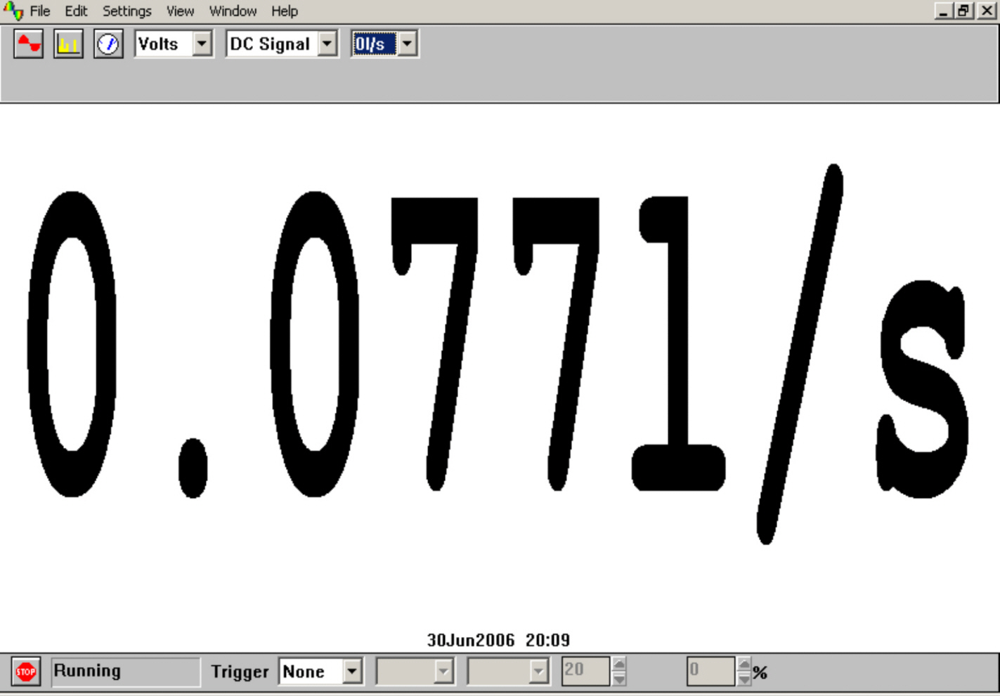 File Edit Settings View Window Help
Volts DC Signal 0l/s
0.077l/s
30Jun2006 20:09
STOP Running Trigger None 20 0 %